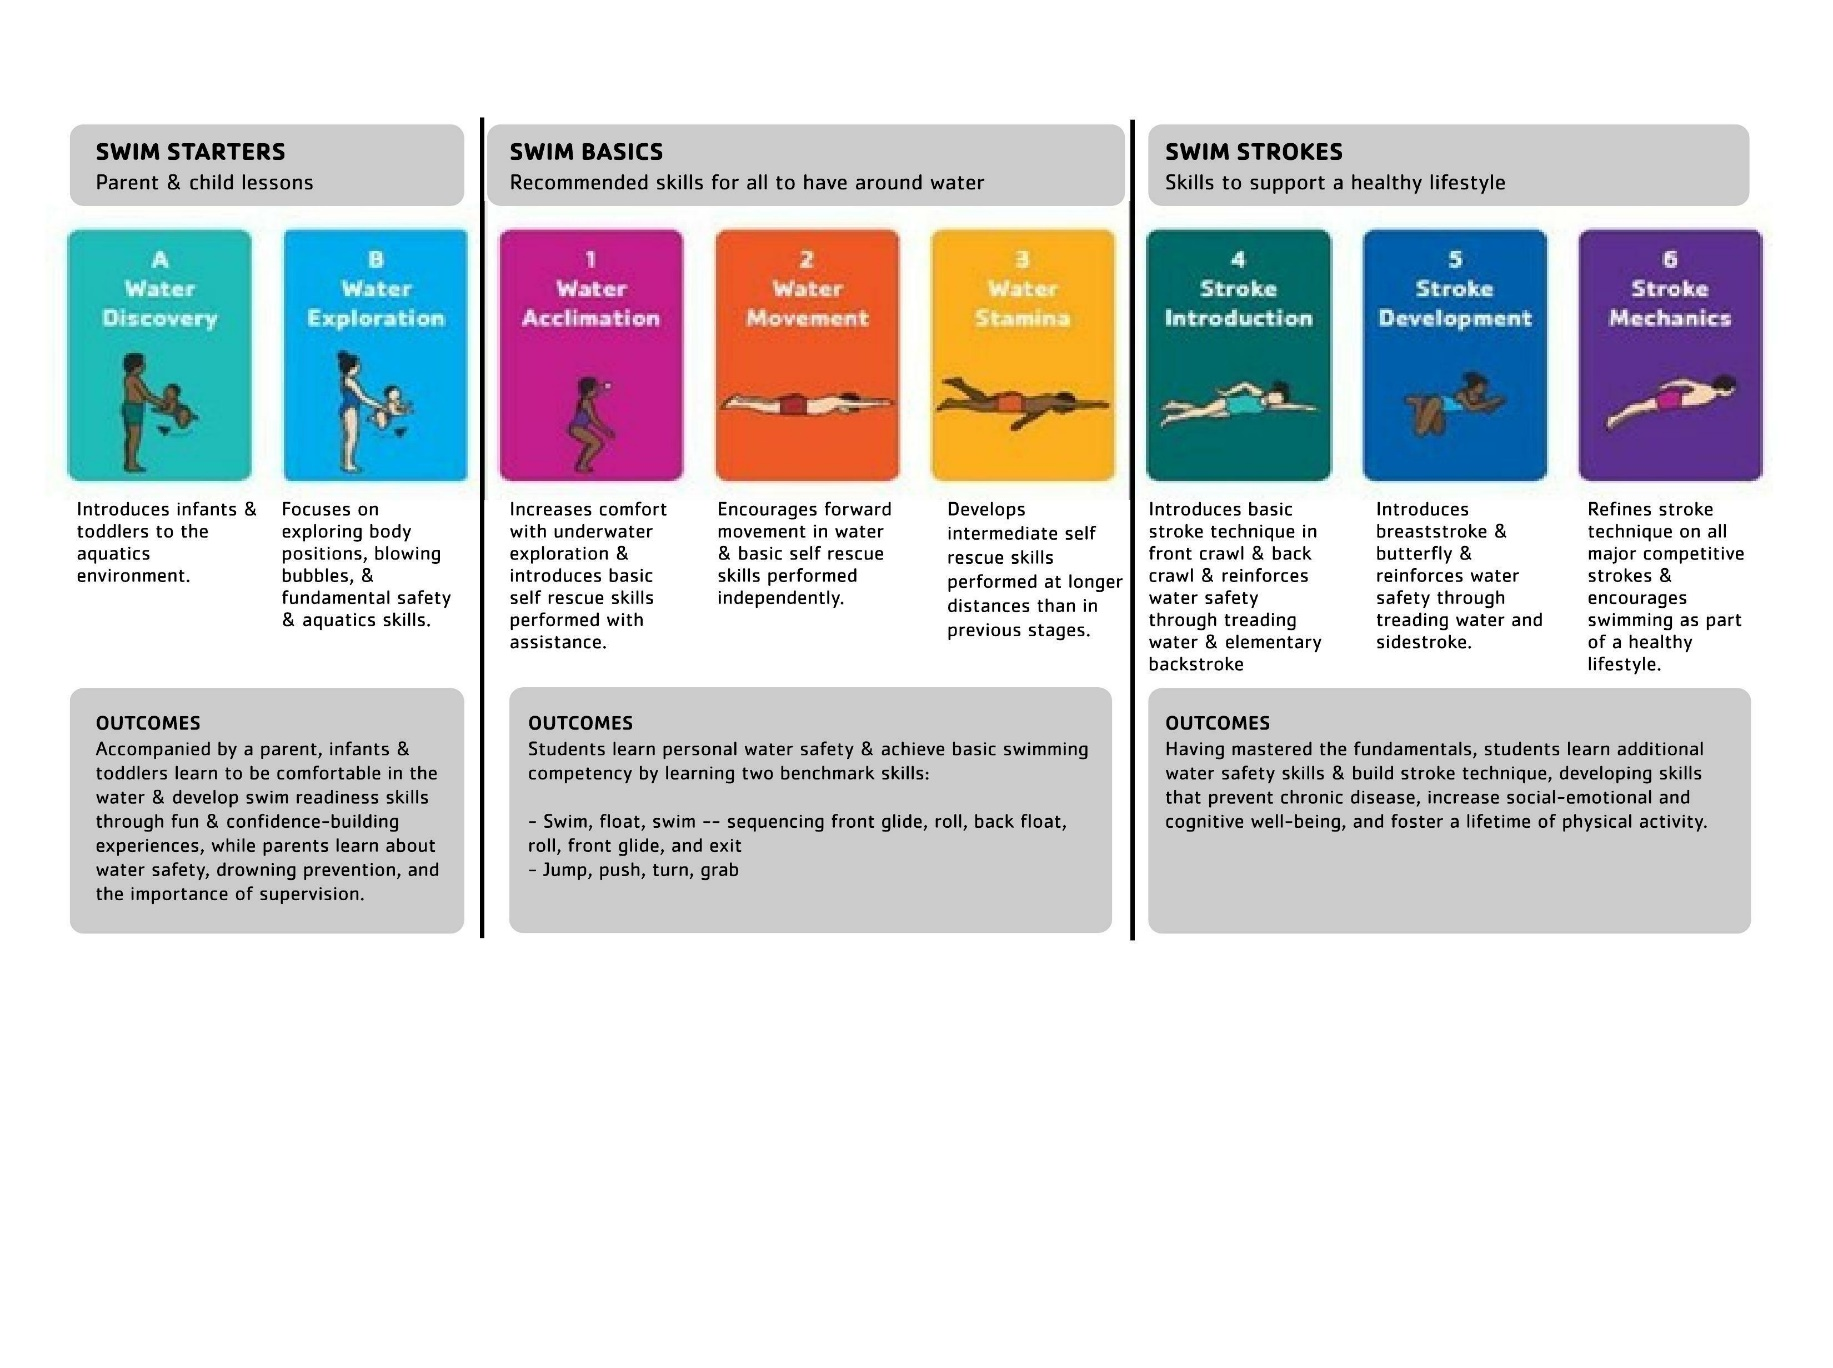 SWIM STARTERS
Parent & child lessons
A
Water
Discovery
B
Water
Exploration
Introduces infants &
toddlers to the
aquatics
environment.
Focuses on
exploring body
positions, blowing
bubbles, &
fundamental safety
& aquatics skills.
OUTCOMES
Accompanied by a parent, infants &
toddlers learn to be comfortable in the
water & develop swim readiness skills
through fun & confidence-building
experiences, while parents learn about
water safety, drowning prevention, and
the importance of supervision.
SWIM BASICS
Recommended skills for all to have around water
1
Water
Acclimation
2
Water
Movement
3
Water
Stamina
Increases comfort
with underwater
exploration &
introduces basic
self rescue skills
performed with
assistance.
Encourages forward
movement in water
& basic self rescue
skills performed
independently.
Develops
intermediate self
rescue skills
performed at longer
distances than in
previous stages.
OUTCOMES
Students learn personal water safety & achieve basic swimming
competency by learning two benchmark skills:
- Swim, float, swim -- sequencing front glide, roll, back float,
roll, front glide, and exit
- Jump, push, turn, grab
SWIM STROKES
Skills to support a healthy lifestyle
4
Stroke
Introduction
5
Stroke
Development
6
Stroke
Mechanics
Introduces basic
stroke technique in
front crawl & back
crawl & reinforces
water safety
through treading
water & elementary
backstroke
Introduces
breaststroke &
butterfly &
reinforces water
safety through
treading water and
sidestroke.
Refines stroke
technique on all
major competitive
strokes &
encourages
swimming as part
of a healthy
lifestyle.
OUTCOMES
Having mastered the fundamentals, students learn additional
water safety skills & build stroke technique, developing skills
that prevent chronic disease, increase social-emotional and
cognitive well-being, and foster a lifetime of physical activity.